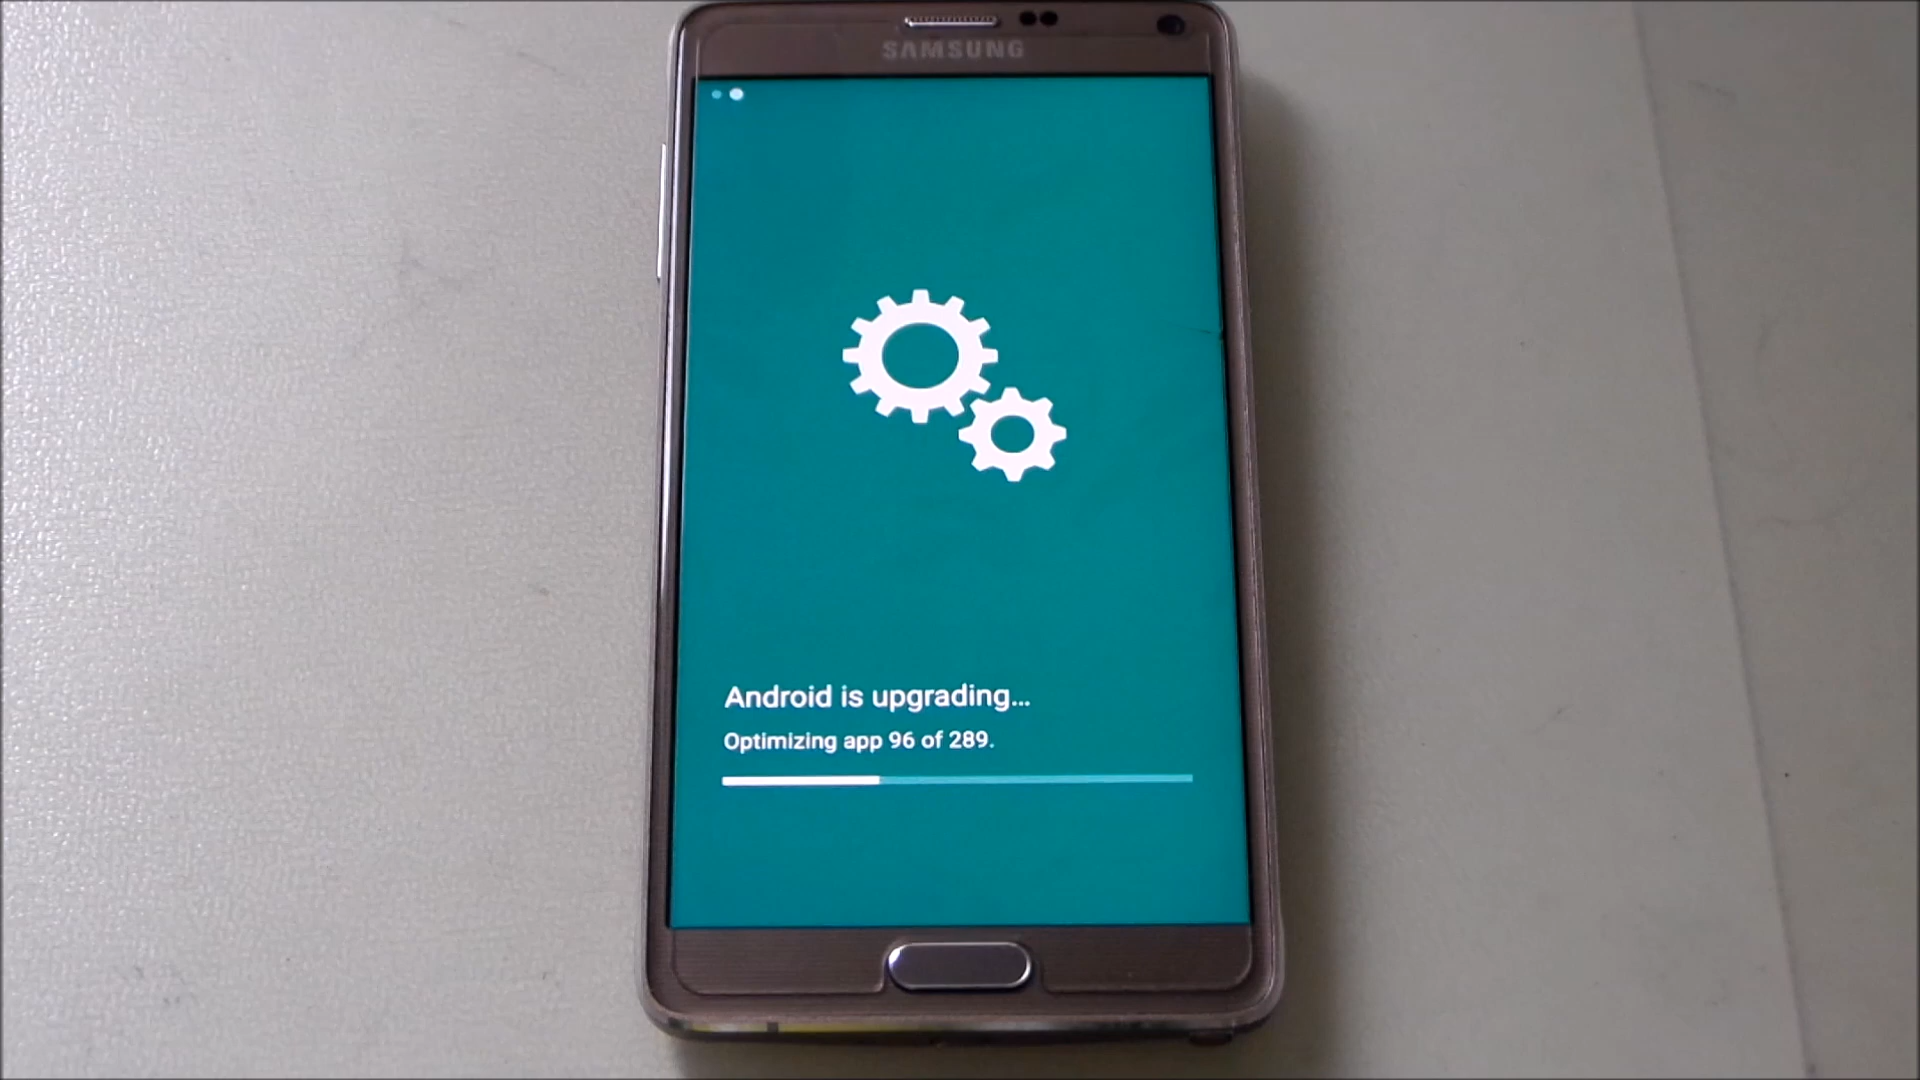 SAMSUNG
Android is upgrading...
Optimizing app 96 of 289.